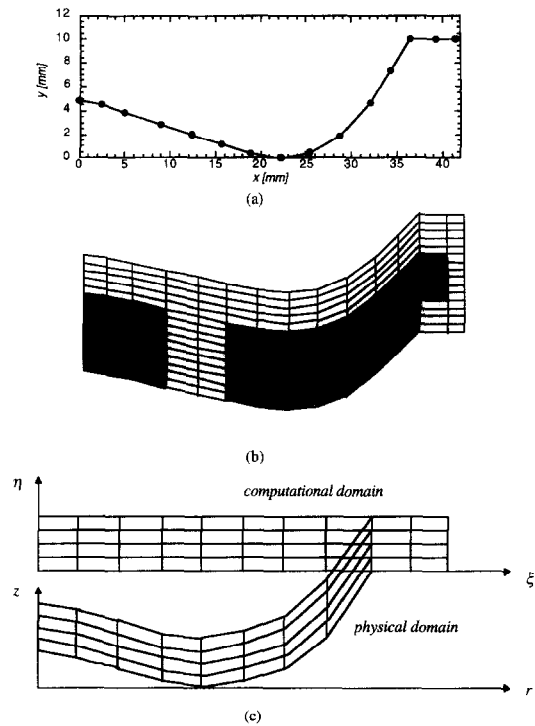 12
10
8
6
4
2
0
y [mm]
0 5 10 15 20 25 30 35 40
x [mm]
(a)
(b)
η
computational domain
ξ
z
physical domain
r
(c)